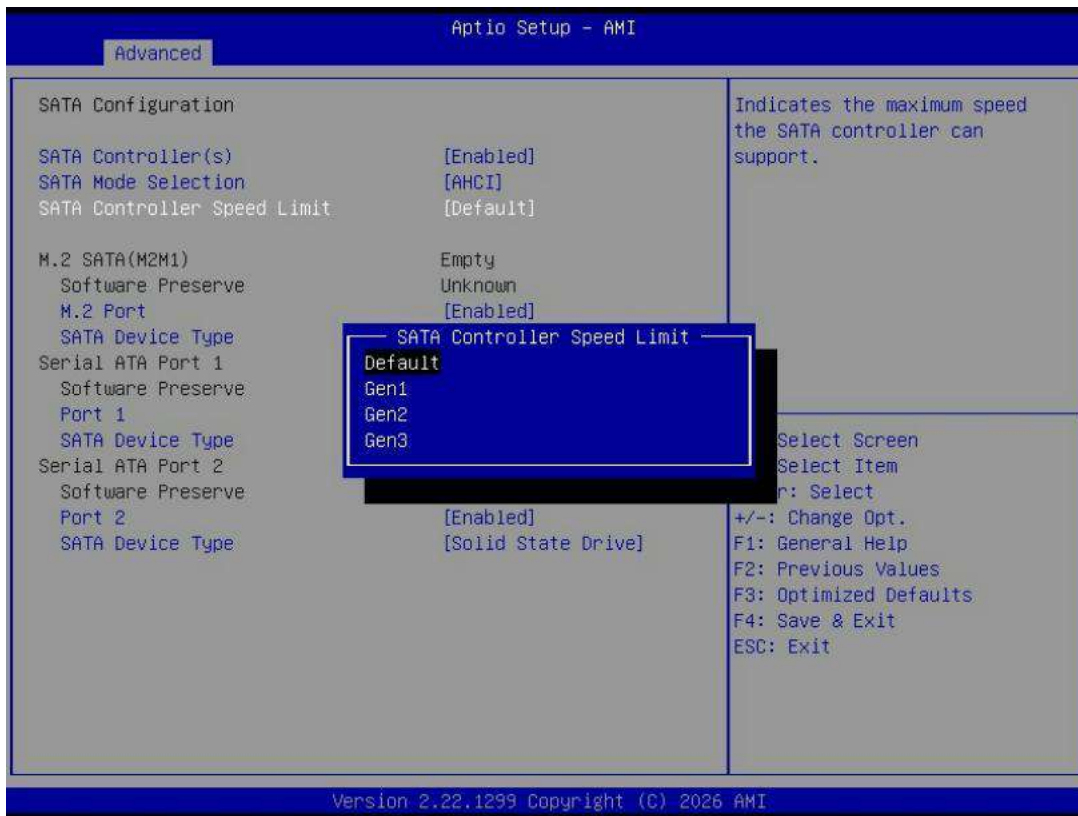 Aptio Setup - AMI
Advanced
SATA Configuration
SATA Controller(s) [Enabled]
SATA Mode Selection [AHCI]
SATA Controller Speed Limit [Default]
M.2 SATA(M2M1) Empty
Software Preserve Unknown
M.2 Port [Enabled]
SATA Device Type
Serial ATA Port 1
Software Preserve
Port 1
SATA Device Type
Serial ATA Port 2
Software Preserve
Port 2 [Enabled]
SATA Device Type [Solid State Drive]
SATA Controller Speed Limit
Default
Gen1
Gen2
Gen3
Indicates the maximum speed
the SATA controller can
support.
Select Screen
Select Item
r: Select
+/-: Change Opt.
F1: General Help
F2: Previous Values
F3: Optimized Defaults
F4: Save & Exit
ESC: Exit
Version 2.22.1299 Copyright (C) 2026 AMI